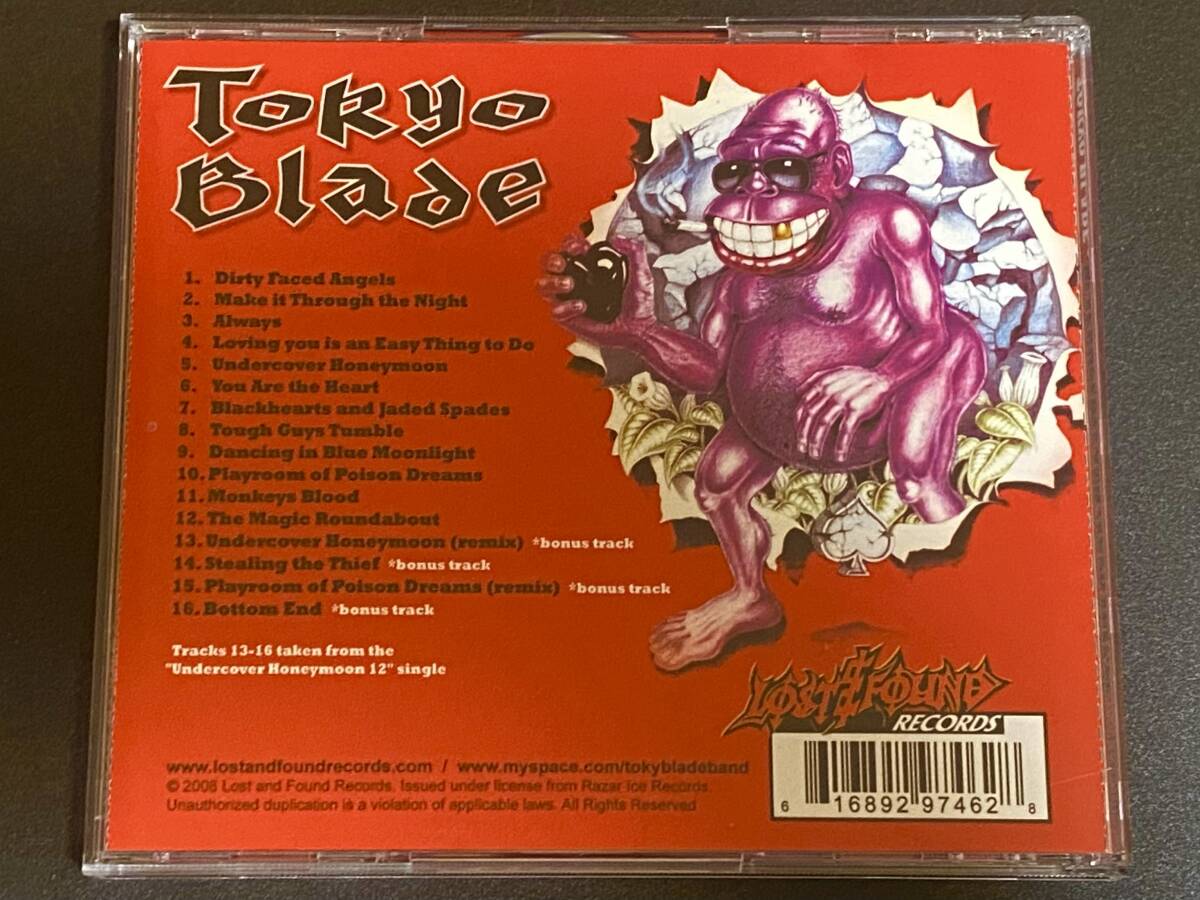 Tokyo
Blade
1. Dirty Faced Angels
2. Make it Through the Night
3. Always
4. Loving you is an Easy Thing to Do
5. Undercover Honeymoon
6. You Are the Heart
7. Blackhearts and Jaded Spades
8. Tough Guys Tumble
9. Dancing in Blue Moonlight
10. Playroom of Poison Dreams
11. Monkeys Blood
12. The Magic Roundabout
13. Undercover Honeymoon (remix) *bonus track
14. Stealing the Thief *bonus track
15. Playroom of Poison Dreams (remix) *bonus track
16. Bottom End *bonus track
Tracks 13-16 taken from the
"Undercover Honeymoon 12" single
LOST & FOUND
RECORDS
www.lostandfoundrecords.com / www.myspace.com/tokybladeband
© 2008 Lost and Found Records. Issued under license from Razar Ice Records.
Unauthorized duplication is a violation of applicable laws. All Rights Reserved
6 16892 97462 8